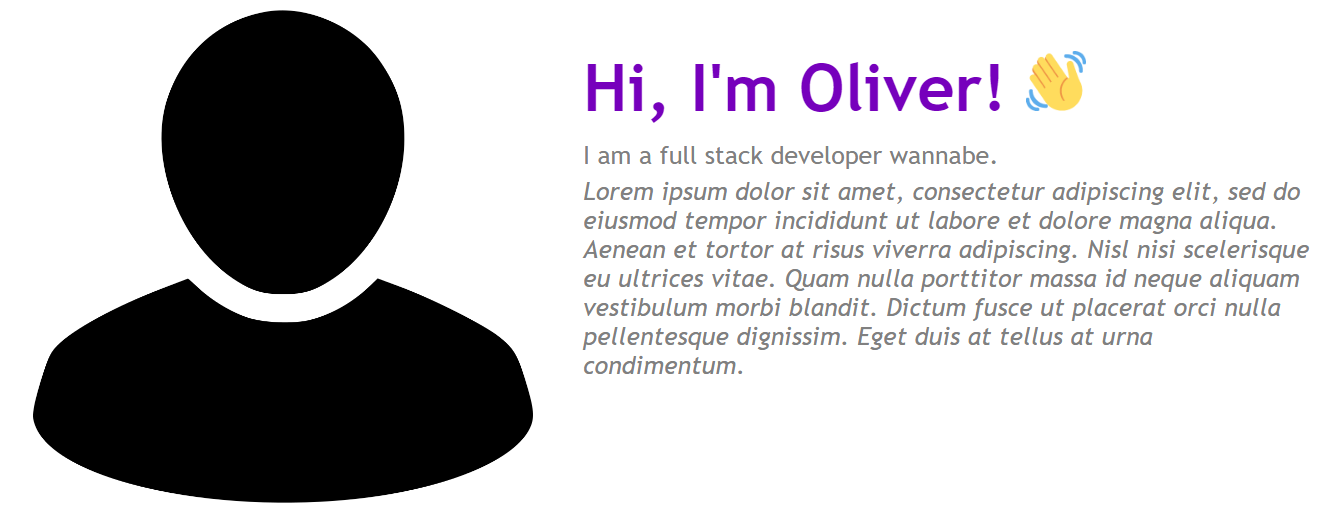 Hi, I'm Oliver! 👋
I am a full stack developer wannabe.
Lorem ipsum dolor sit amet, consectetur adipiscing elit, sed do
eiusmod tempor incididunt ut labore et dolore magna aliqua.
Aenean et tortor at risus viverra adipiscing. Nisl nisi scelerisque
eu ultrices vitae. Quam nulla porttitor massa id neque aliquam
vestibulum morbi blandit. Dictum fusce ut placerat orci nulla
pellentesque dignissim. Eget duis at tellus at urna
condimentum.